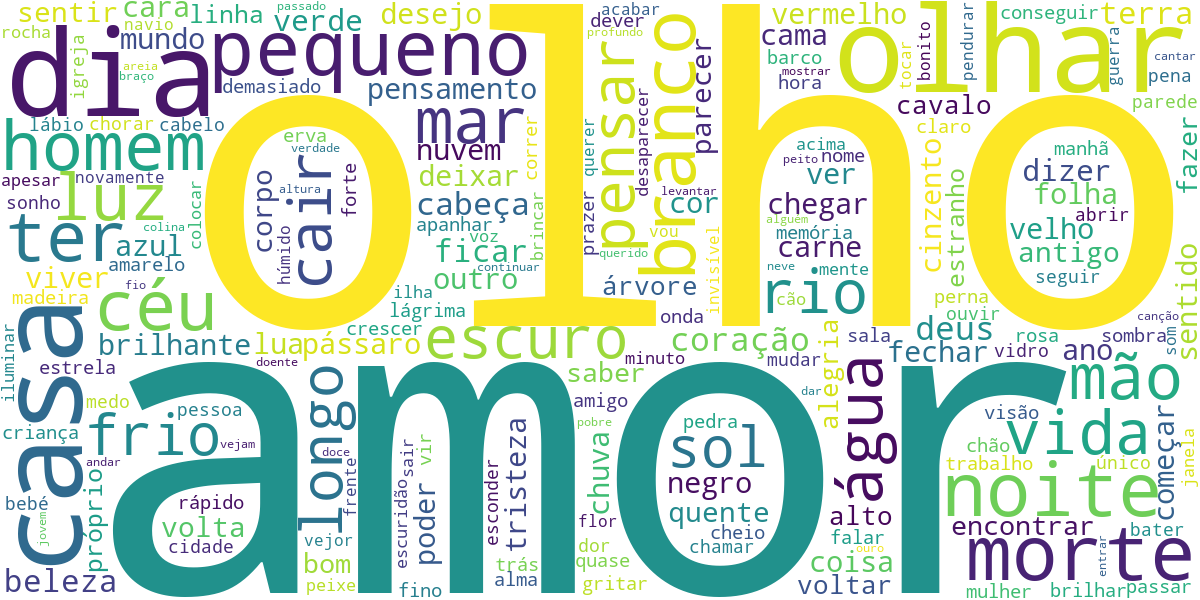 olho
amor
casa
dia
olhar
pequeno
branco
pensar
homem
luz
ter
céu
mar
cair
escuro
rio
água
mão
vida
noite
morte
sol
frio
longo
sentir
cara
linha
passado
navio
verde
desejo
acabar
dever
profundo
vermelho
conseguir
terra
rocha
igreja
mundo
areia
braço
demasiado
pensamento
cama
barco
mostrar
hora
tocar
bonito
pendurar
guerra
cantar
pena
parecer
cavalo
parede
lábio
chorar
cabelo
erva
verdade
nuvem
correr
querer
desaparecer
claro
manhã
fazer
apesar
novamente
sonho
colocar
corpo
altura
forte
deixar
cabeça
acima
peito
nome
ver
levantar
cor
chegar
dizer
folha
abrir
velho
antigo
seguir
cinzento
estranho
colina
azul
amarelo
húmido
apanhar
voz
brincar
prazer
vou
alguem
memória
carne
querido
viver
fio
madeira
ficar
continuar
outro
ilha
lágrima
árvore
invisível
neve
mente
cão
perna
ouvir
sentido
crescer
onda
canção
iluminar
brilhante
lua
pássaro
coração
deus
rosa
sombra
som
estrela
doente
minuto
mudar
sala
fechar
vidro
ano
saber
alegria
dar
medo
pessoa
amigo
pobre
pedra
visão
criança
vejam
doce
sair
vir
tristeza
chuva
negro
chão
começar
andar
próprio
rápido
frente
escuridão
poder
esconder
quente
trabalho
único
janela
bebé
jovem
volta
cidade
vejor
flor
cheio
chamar
alto
falar
ouro
encontrar
bater
entrar
beleza
bom
peixe
fino
trás
alma
dor
quase
gritar
coisa
voltar
mulher
brilhar
passar